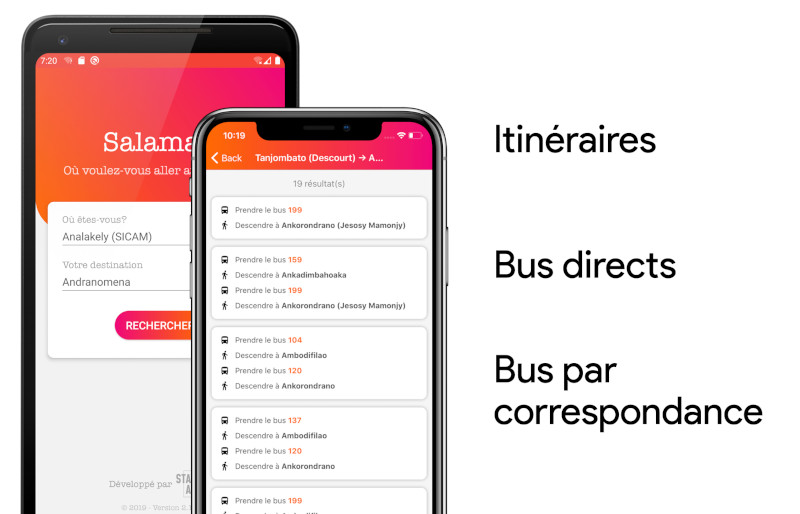 7:20
Salama
Où voulez-vous aller a
Où êtes-vous?
Analakely (SICAM)
Votre destination
Andranomena
RECHERCHER
Développé par STA
A
© 2019 - Version 2.
10:19
Back Tanjombato (Descourt) → A...
19 résultat(s)
Prendre le bus 199
Descendre à Ankorondrano (Jesosy Mamonjy)
Prendre le bus 159
Descendre à Ankadimbahoaka
Prendre le bus 199
Descendre à Ankorondrano (Jesosy Mamonjy)
Prendre le bus 104
Descendre à Ambodifilao
Prendre le bus 120
Descendre à Ankorondrano
Prendre le bus 137
Descendre à Ambodifilao
Prendre le bus 120
Descendre à Ankorondrano
Prendre le bus 199
Itinéraires
Bus directs
Bus par
correspondance